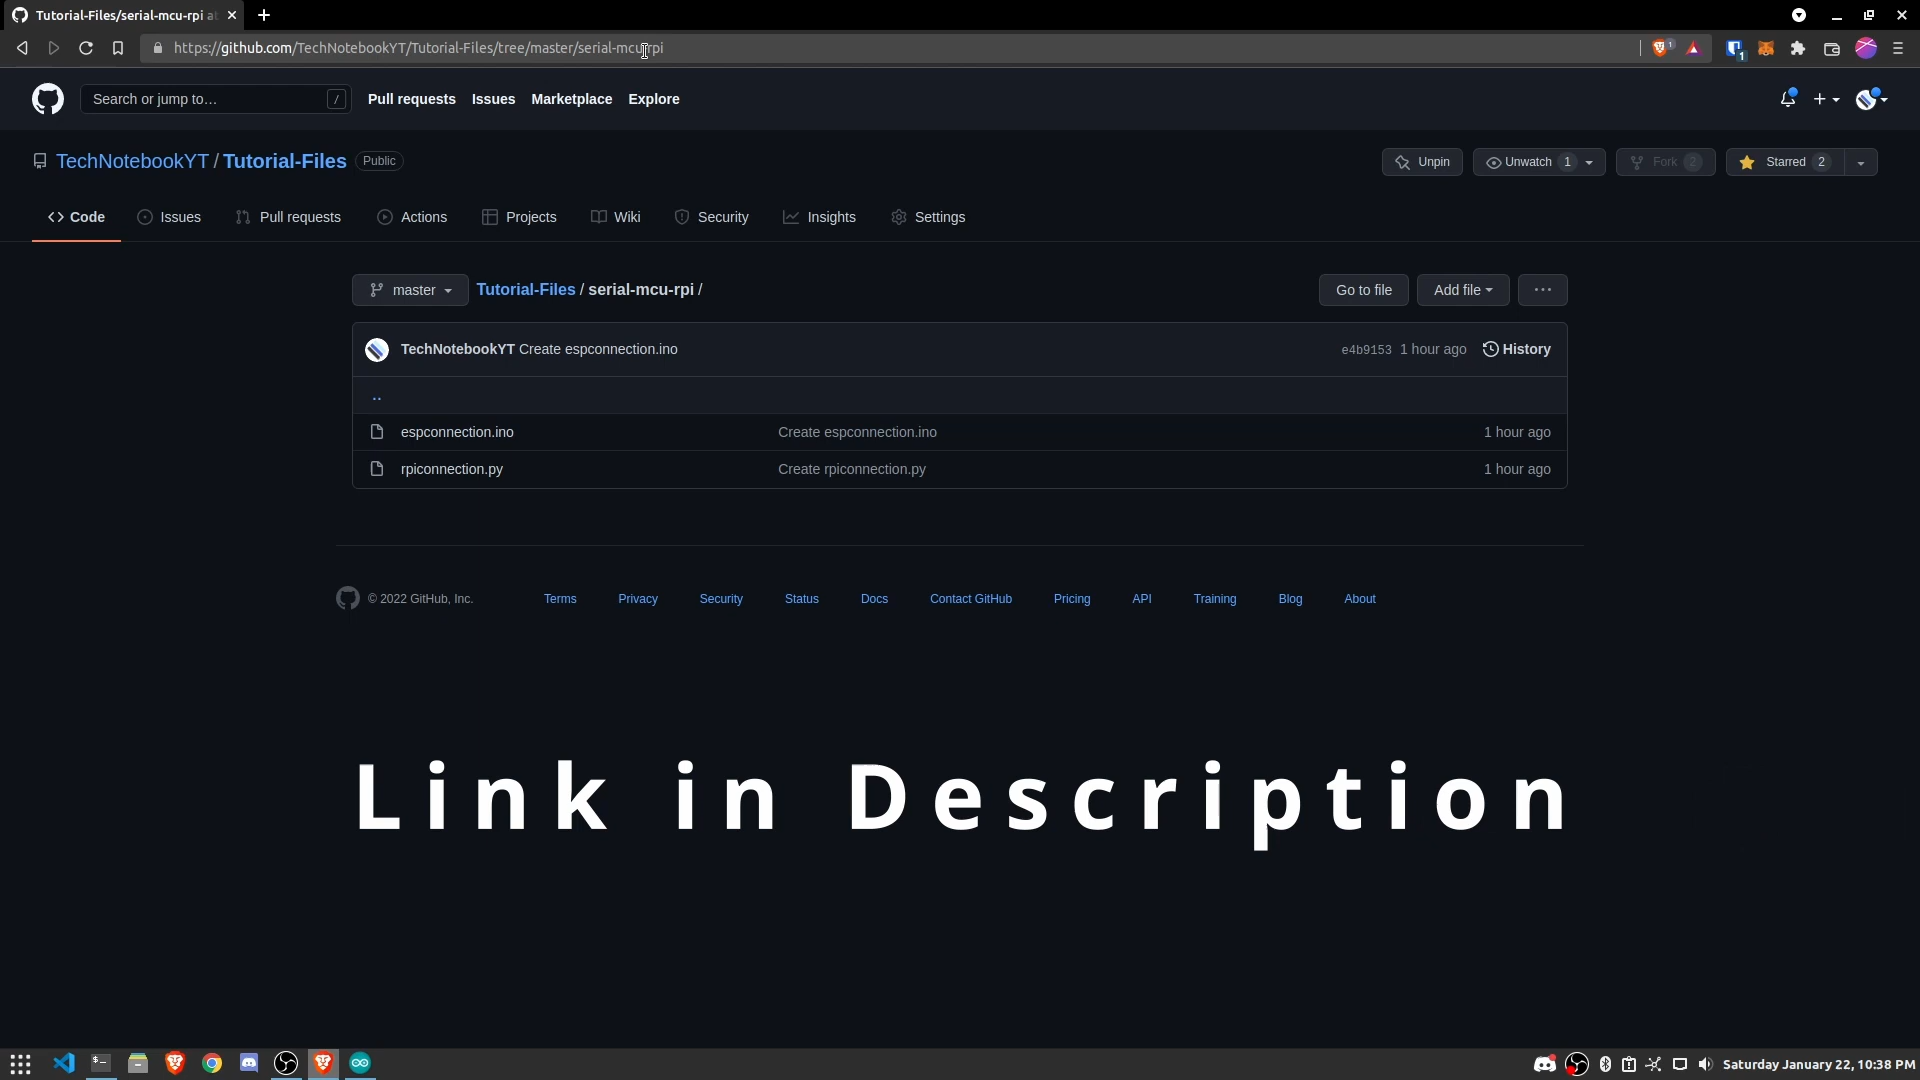 Tutorial-Files/serial-mcu-rpi at
https://github.com/TechNotebookYT/Tutorial-Files/tree/master/serial-mcu-rpi
1
1
Search or jump to…
/
Pull requests
Issues
Marketplace
Explore
TechNotebookYT / Tutorial-Files
Public
Unpin
Unwatch 1
Fork 2
Starred 2
Code
Issues
Pull requests
Actions
Projects
Wiki
Security
Insights
Settings
master
Tutorial-Files / serial-mcu-rpi /
Go to file
Add file
···
TechNotebookYT Create espconnection.ino
e4b9153 1 hour ago
History
..
espconnection.ino
Create espconnection.ino
1 hour ago
rpiconnection.py
Create rpiconnection.py
1 hour ago
© 2022 GitHub, Inc.
Terms
Privacy
Security
Status
Docs
Contact GitHub
Pricing
API
Training
Blog
About
Link in Description
Saturday January 22, 10:38 PM